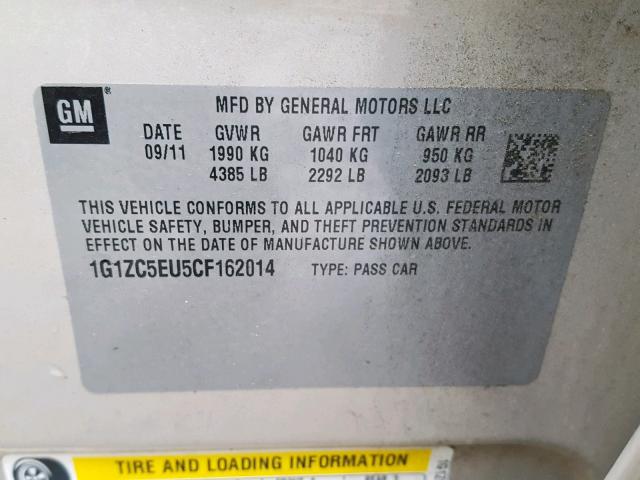 GM®
MFD BY GENERAL MOTORS LLC
DATE GVWR GAWR FRT GAWR RR
09/11 1990 KG 1040 KG 950 KG
4385 LB 2292 LB 2093 LB
THIS VEHICLE CONFORMS TO ALL APPLICABLE U.S. FEDERAL MOTOR
VEHICLE SAFETY, BUMPER, AND THEFT PREVENTION STANDARDS IN
EFFECT ON THE DATE OF MANUFACTURE SHOWN ABOVE.
1G1ZC5EU5CF162014 TYPE: PASS CAR
TIRE AND LOADING INFORMATION